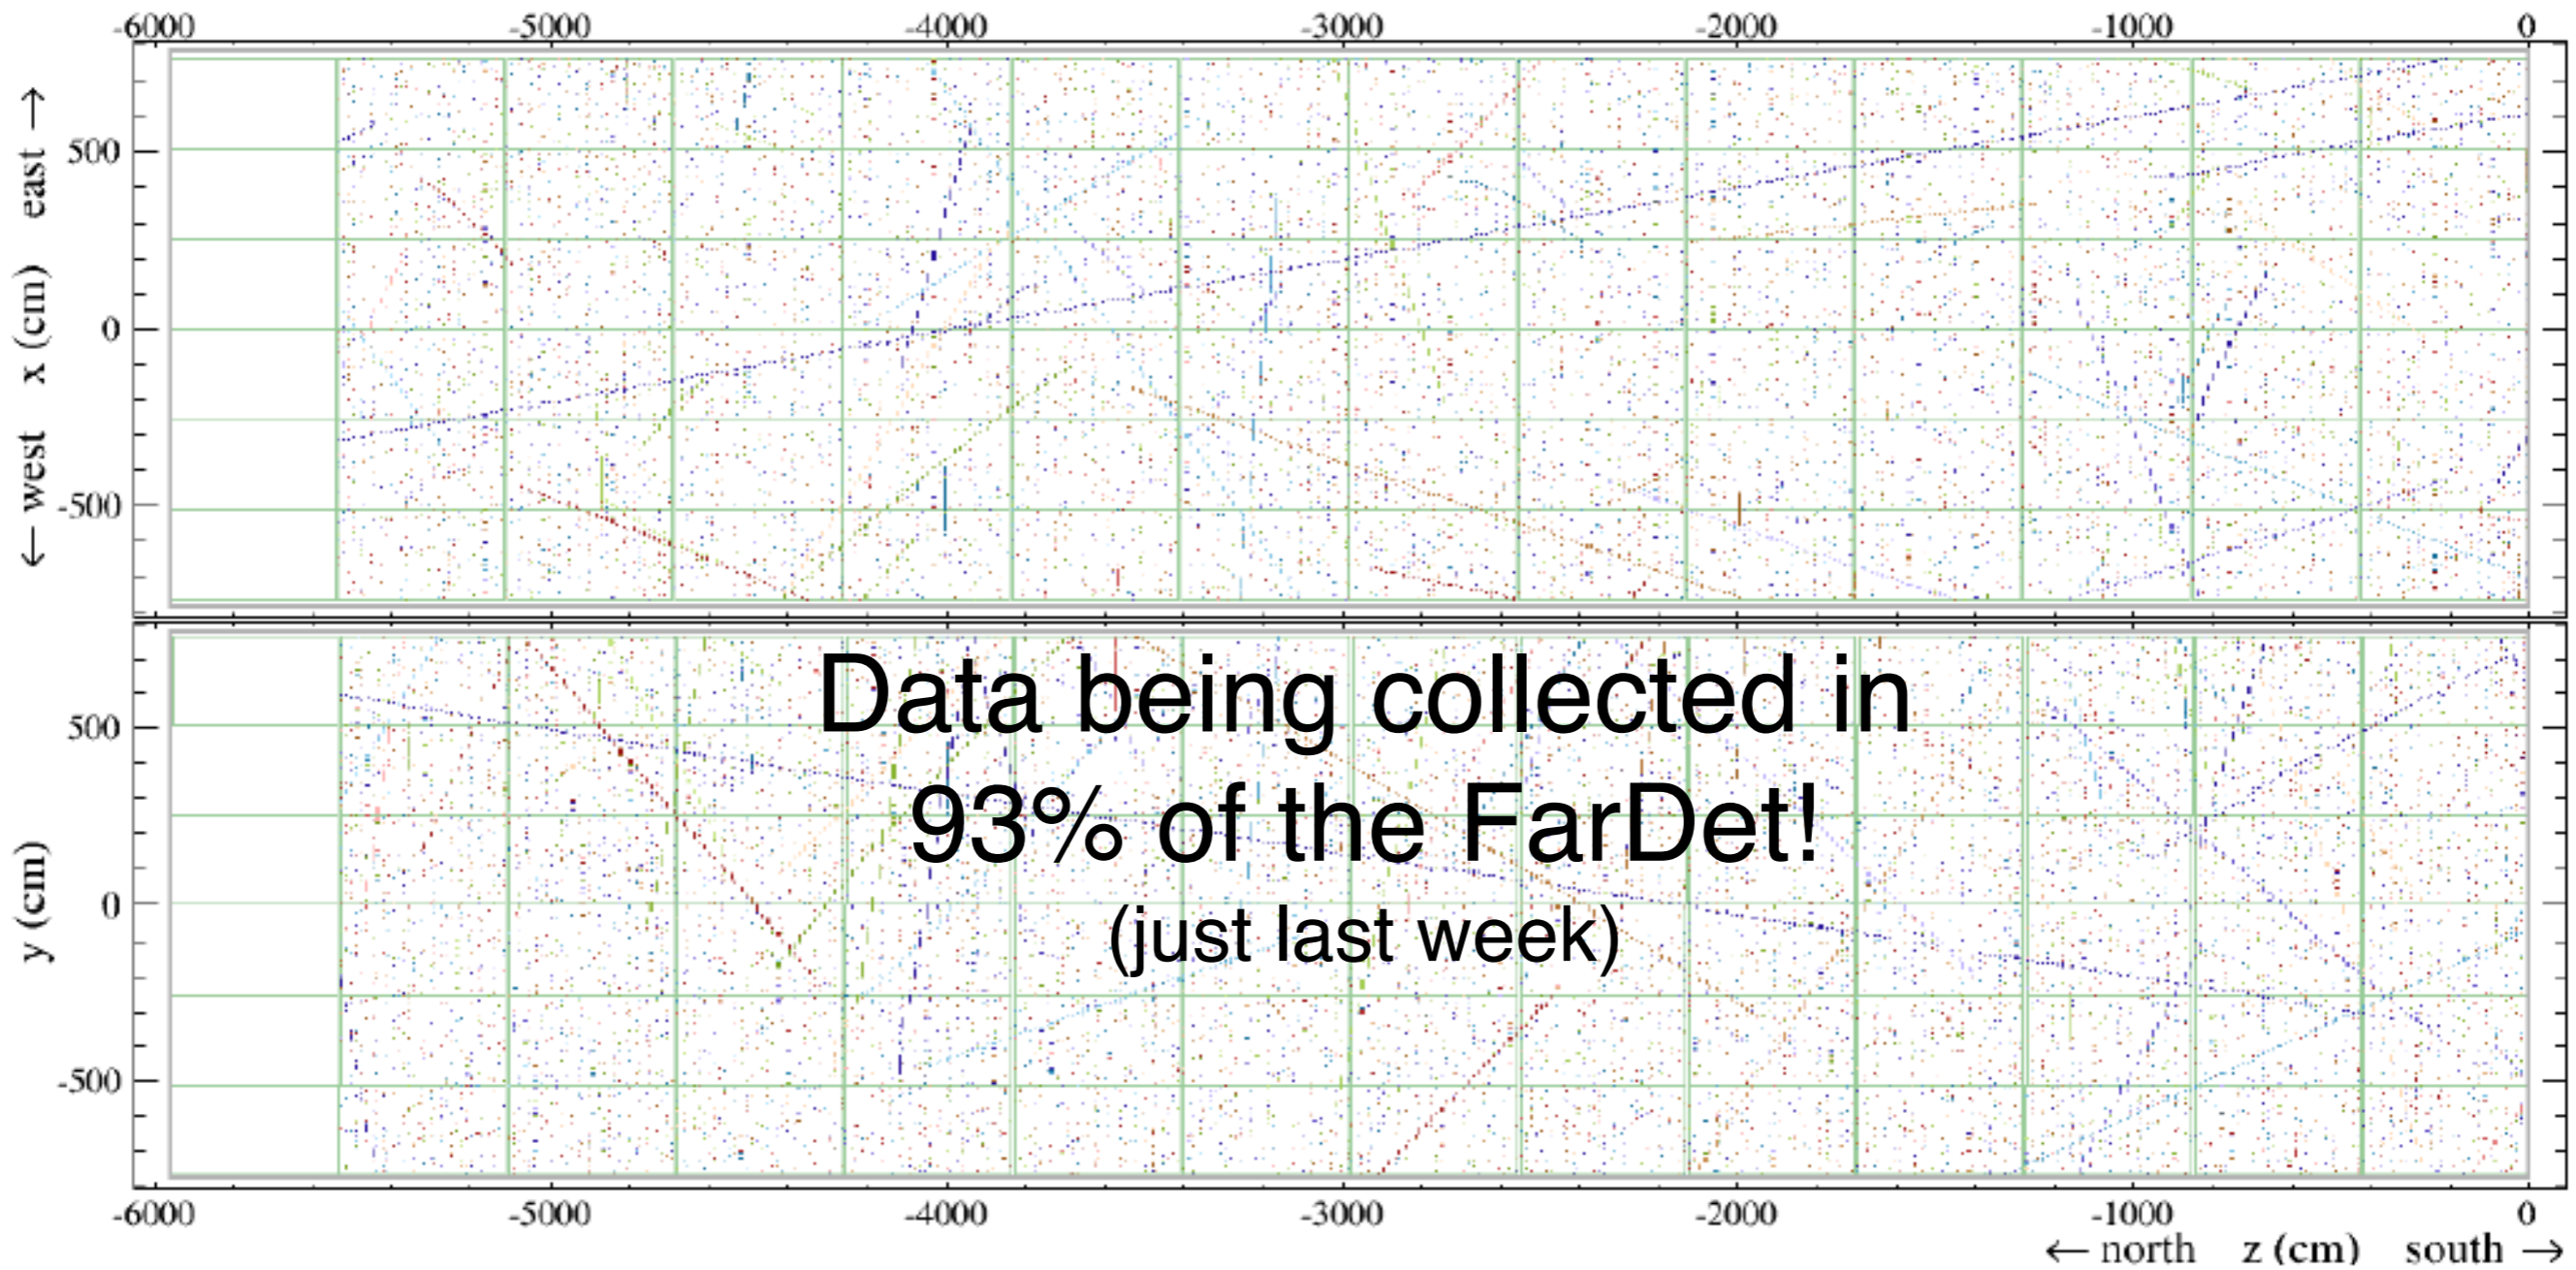 -6000 -5000 -4000 -3000 -2000 -1000 0
← west x (cm) east →
500
0
-500
Data being collected in
93% of the FarDet!
(just last week)
y (cm)
500
0
-500
-6000 -5000 -4000 -3000 -2000 -1000 0
← north z (cm) south →